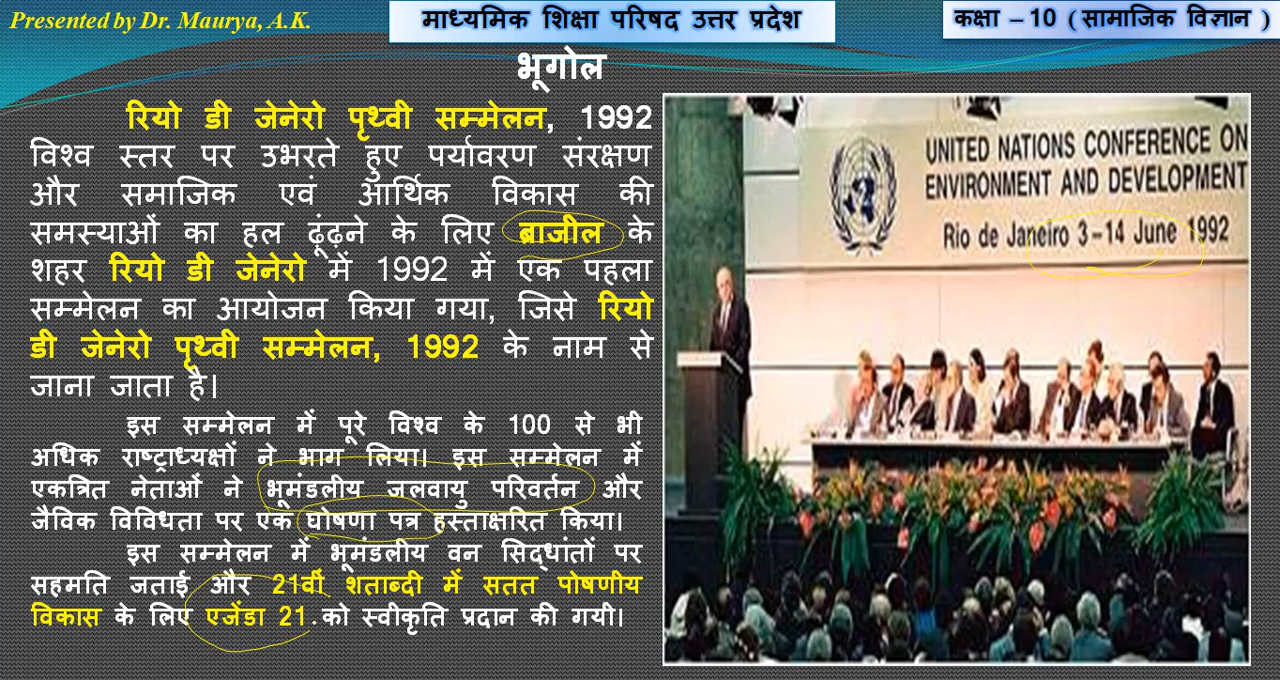 Presented by Dr. Maurya, A.K.
माध्यमिक शिक्षा परिषद उत्तर प्रदेश
कक्षा – 10 ( सामाजिक विज्ञान )
भूगोल
रियो डी जेनेरो पृथ्वी सम्मेलन, 1992
विश्व स्तर पर उभरते हुए पर्यावरण संरक्षण
और समाजिक एवं आर्थिक विकास की
समस्याओं का हल ढूंढ़ने के लिए ब्राजील के
शहर रियो डी जेनेरो में 1992 में एक पहला
सम्मेलन का आयोजन किया गया, जिसे रियो
डी जेनेरो पृथ्वी सम्मेलन, 1992 के नाम से
जाना जाता है।
इस सम्मेलन में पूरे विश्व के 100 से भी
अधिक राष्ट्राध्यक्षों ने भाग लिया। इस सम्मेलन में
एकत्रित नेताओं ने भूमंडलीय जलवायु परिवर्तन और
जैविक विविधता पर एक घोषणा पत्र हस्ताक्षरित किया।
इस सम्मेलन में भूमंडलीय वन सिद्धांतों पर
सहमति जताई और 21वीं शताब्दी में सतत पोषणीय
विकास के लिए एजेंडा 21 को स्वीकृति प्रदान की गयी।
UNITED NATIONS CONFERENCE ON
ENVIRONMENT AND DEVELOPMENT
Rio de Janeiro 3–14 June 1992